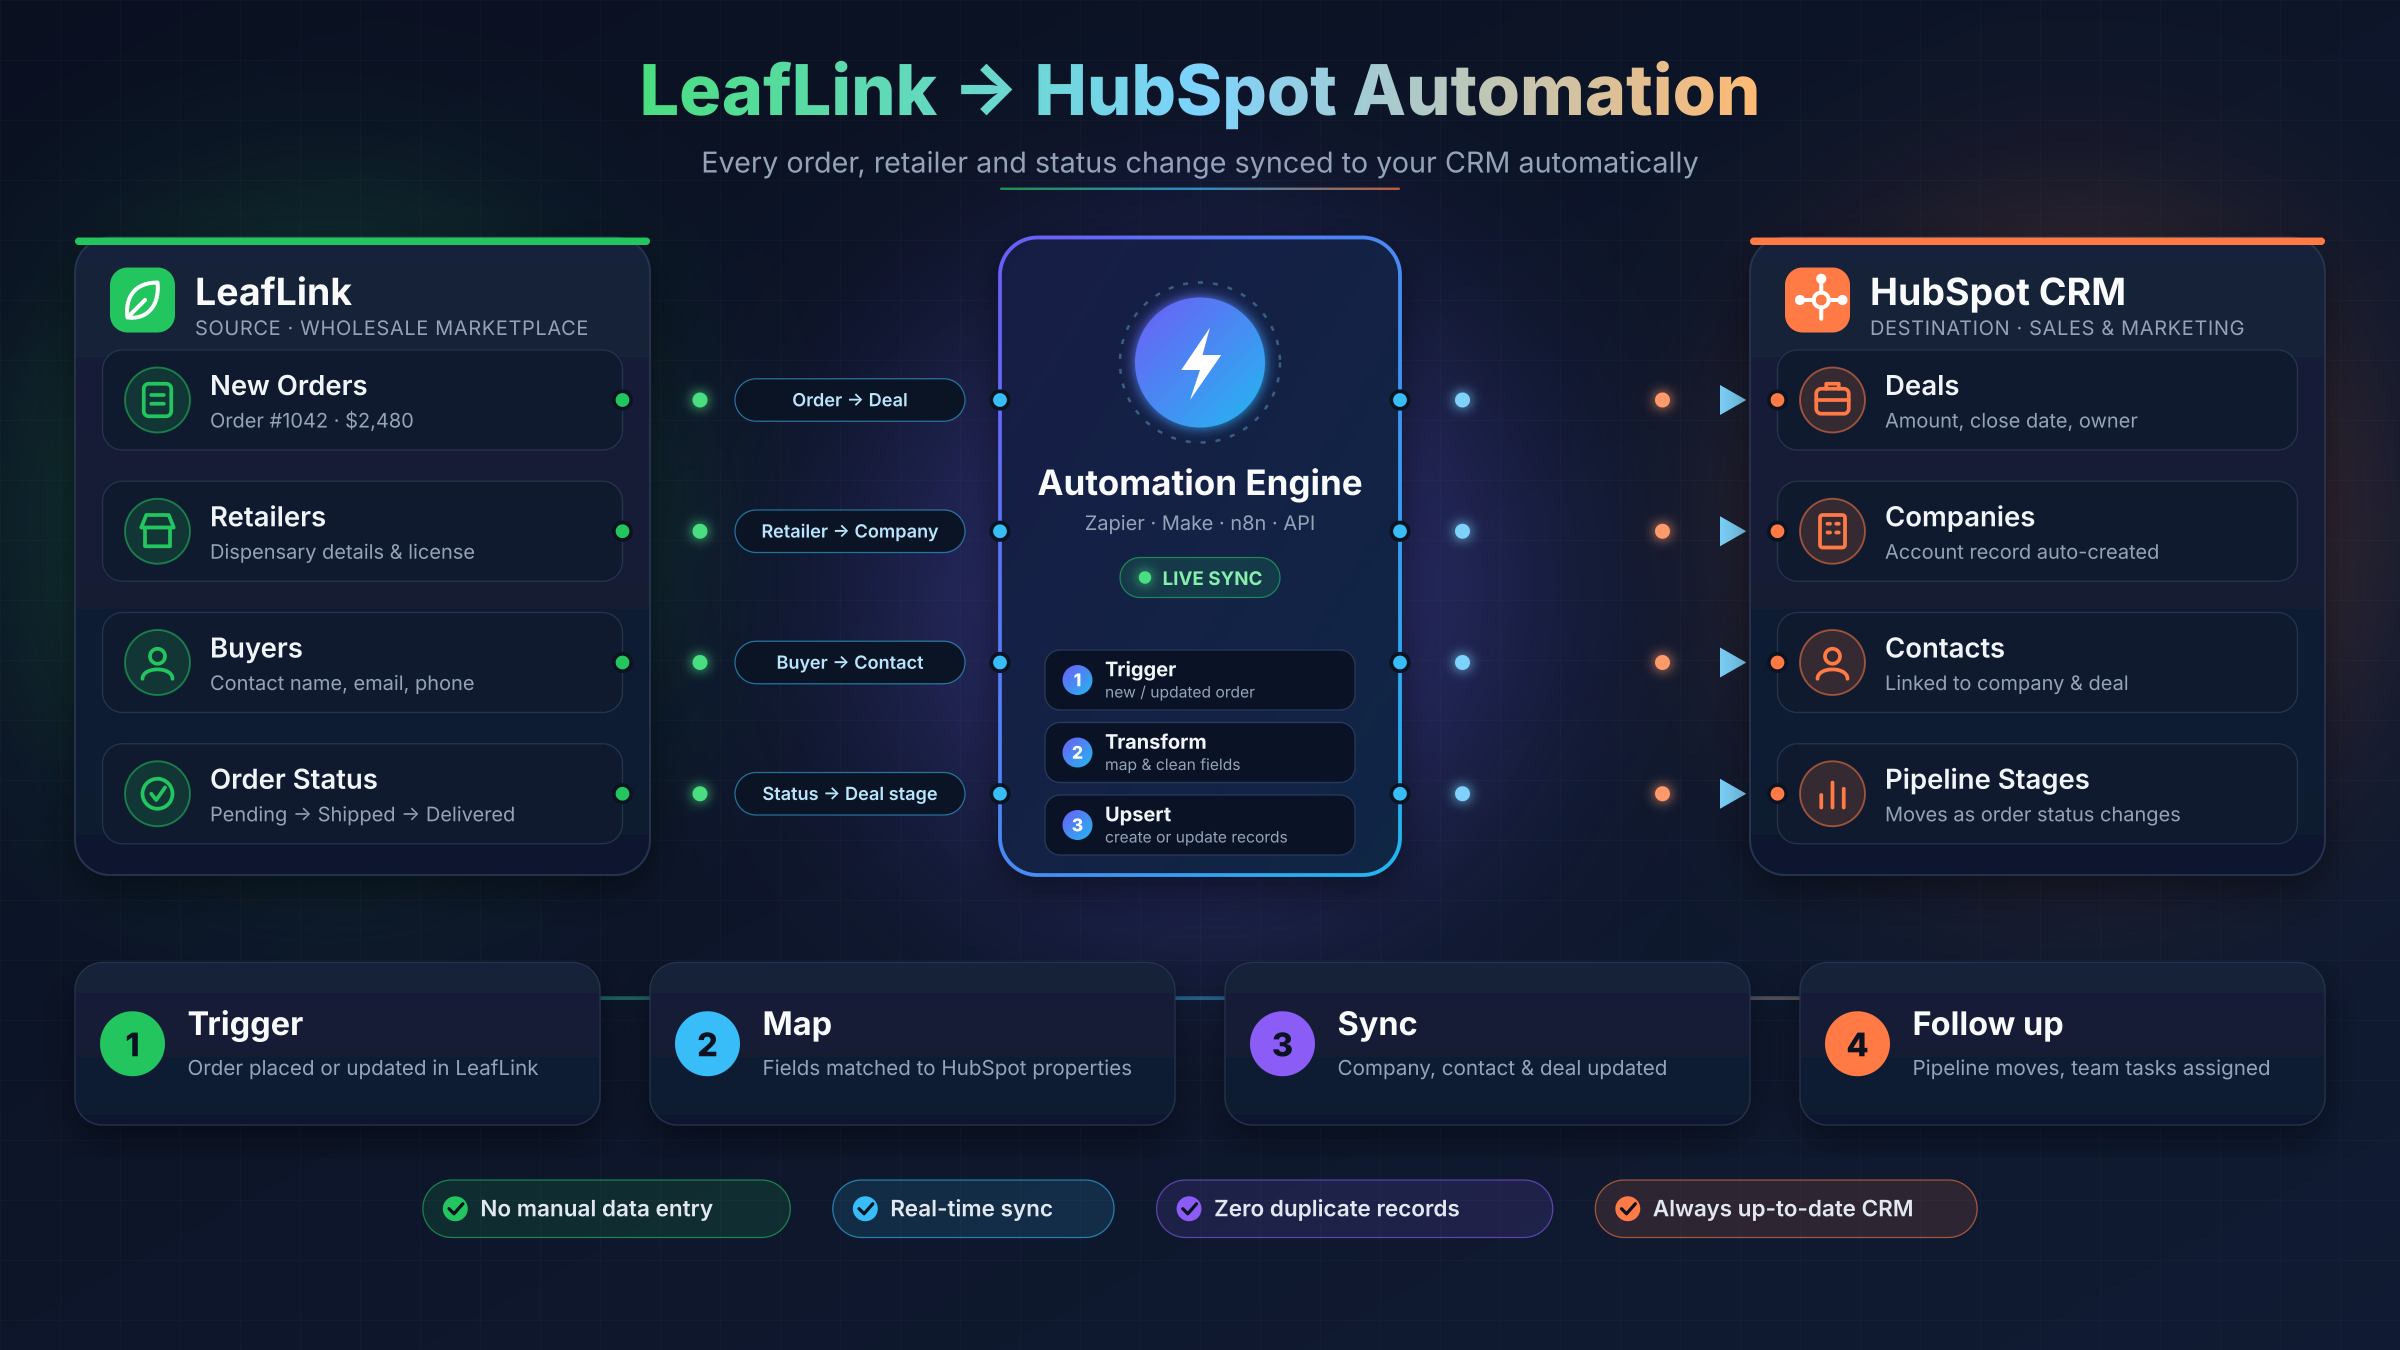 LeafLink → HubSpot Automation
Every order, retailer and status change synced to your CRM automatically
LeafLink
SOURCE · WHOLESALE MARKETPLACE
New Orders
Order #1042 · $2,480
Retailers
Dispensary details & license
Buyers
Contact name, email, phone
Order Status
Pending → Shipped → Delivered
Order → Deal
Retailer → Company
Buyer → Contact
Status → Deal stage
Automation Engine
Zapier · Make · n8n · API
LIVE SYNC
1
Trigger
new / updated order
2
Transform
map & clean fields
3
Upsert
create or update records
HubSpot CRM
DESTINATION · SALES & MARKETING
Deals
Amount, close date, owner
Companies
Account record auto-created
Contacts
Linked to company & deal
Pipeline Stages
Moves as order status changes
1
Trigger
Order placed or updated in LeafLink
2
Map
Fields matched to HubSpot properties
3
Sync
Company, contact & deal updated
4
Follow up
Pipeline moves, team tasks assigned
No manual data entry
Real-time sync
Zero duplicate records
Always up-to-date CRM